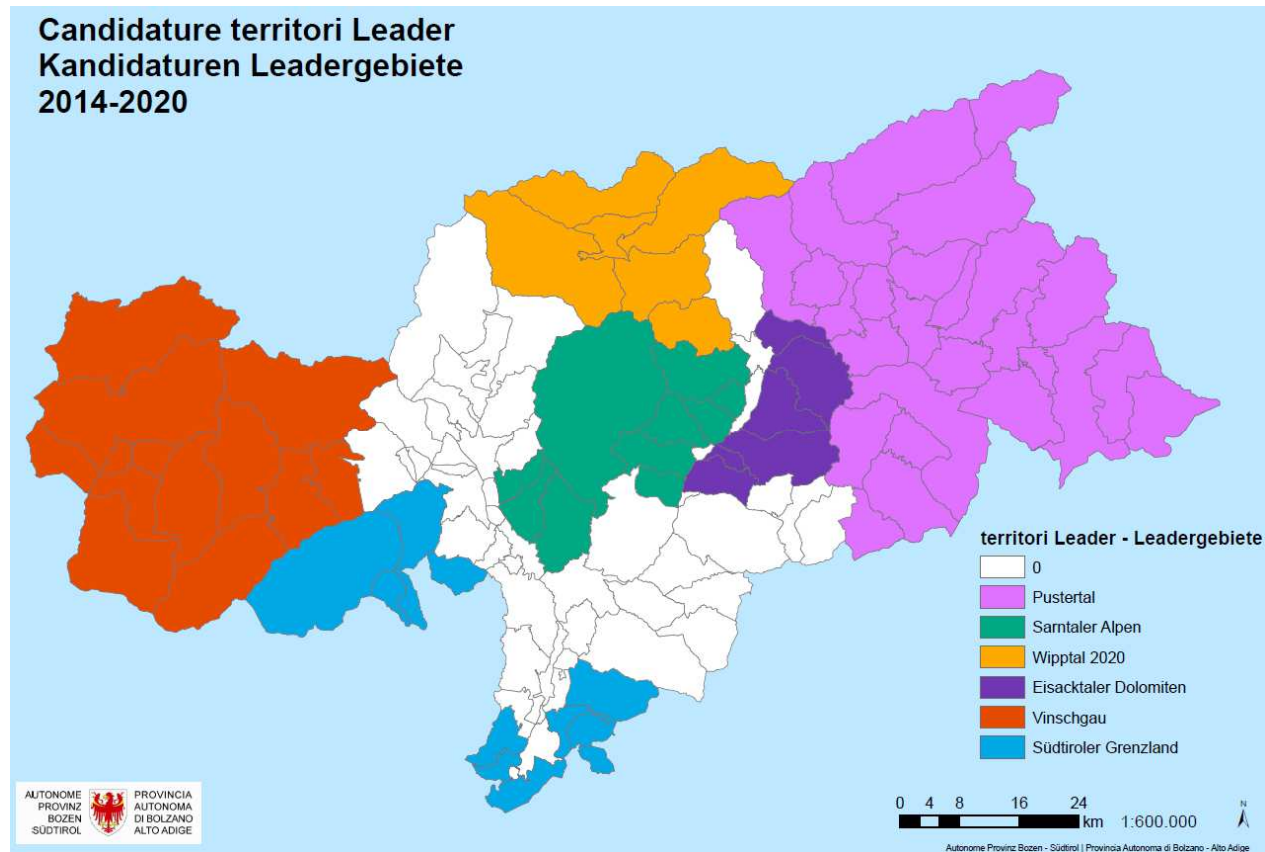 Candidature territori Leader
Kandidaturen Leadergebiete
2014-2020
territori Leader - Leadergebiete
0
Pustertal
Sarntaler Alpen
Wipptal 2020
Eisacktaler Dolomiten
Vinschgau
Südtiroler Grenzland
AUTONOME PROVINZ BOZEN SÜDTIROL
PROVINCIA AUTONOMA DI BOLZANO ALTO ADIGE
0 4 8 16 24
km 1:600.000
N
Autonome Provinz Bozen - Südtirol | Provincia Autonoma di Bolzano - Alto Adige